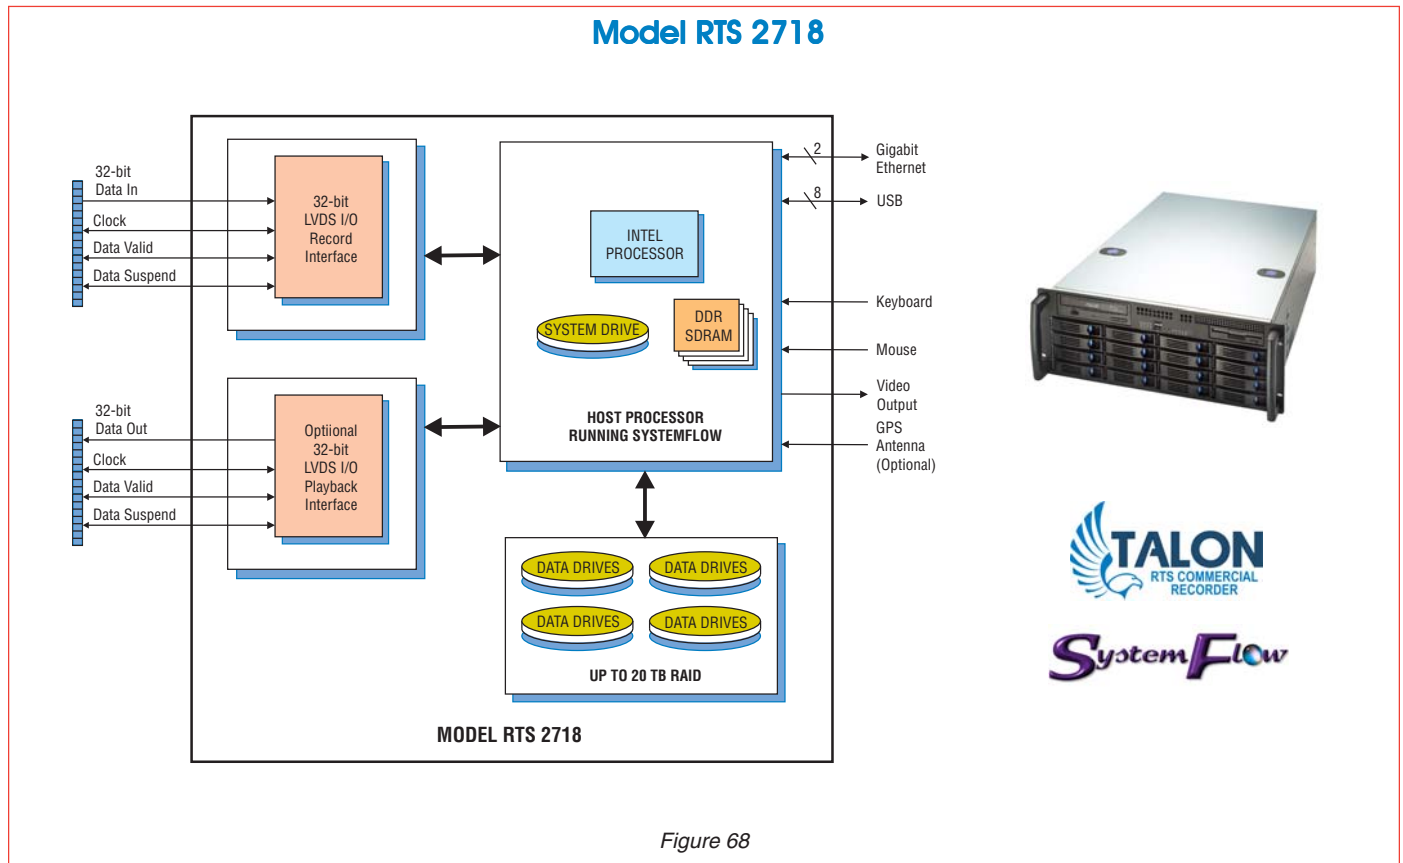 Model RTS 2718
32-bit
Data In
Clock
Data Valid
Data Suspend
32-bit
LVDS I/O
Record
Interface
32-bit
Data Out
Clock
Data Valid
Data Suspend
Optiional
32-bit
LVDS I/O
Playback
Interface
INTEL
PROCESSOR
SYSTEM DRIVE
DDR
SDRAM
HOST PROCESSOR
RUNNING SYSTEMFLOW
2
Gigabit
Ethernet
8
USB
Keyboard
Mouse
Video
Output
GPS
Antenna
(Optional)
DATA DRIVES
DATA DRIVES
DATA DRIVES
DATA DRIVES
UP TO 20 TB RAID
MODEL RTS 2718
TALON
RTS COMMERCIAL
RECORDER
SystemFlow
Figure 68